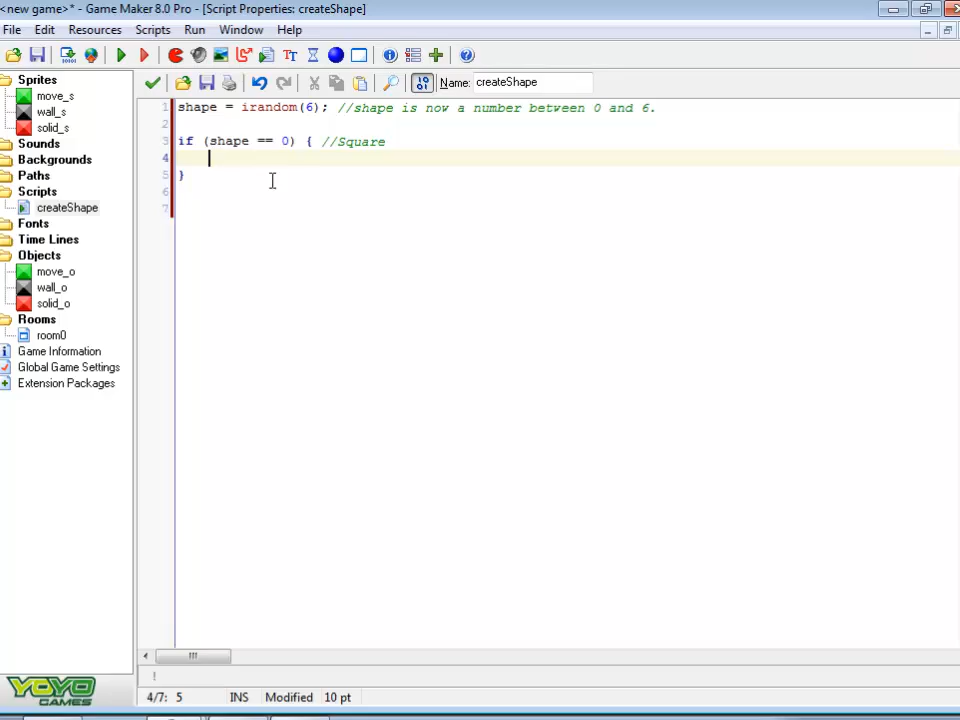 <new game>* - Game Maker 8.0 Pro - [Script Properties: createShape]
File Edit Resources Scripts Run Window Help
Name: createShape
Sprites
move_s
wall_s
solid_s
Sounds
Backgrounds
Paths
Scripts
createShape
Fonts
Time Lines
Objects
move_o
wall_o
solid_o
Rooms
room0
Game Information
Global Game Settings
Extension Packages
1 shape = irandom(6); //shape is now a number between 0 and 6.
2
3 if (shape == 0) { //Square
4
5 }
6
7
YOYO
GAMES
4/7: 5 INS Modified 10 pt